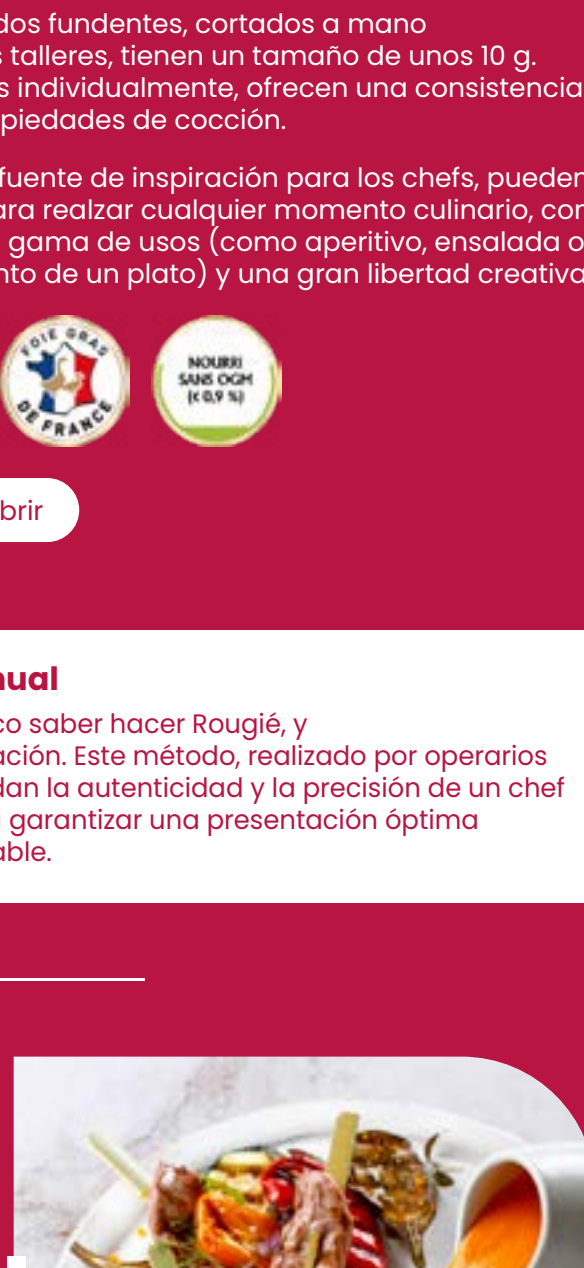 dos fundentes, cortados a mano
s talleres, tienen un tamaño de unos 10 g.
s individualmente, ofrecen una consistencia
piedades de cocción.
fuente de inspiración para los chefs, pueden
ara realzar cualquier momento culinario, con
gama de usos (como aperitivo, ensalada o
nto de un plato) y una gran libertad creativa
FOIE GRAS
DE FRANCE
NOURRI
SANS OGM
(< 0,9 %)
brir
nual
co saber hacer Rougié, y
ación. Este método, realizado por operarios
dan la autenticidad y la precisión de un chef
a garantizar una presentación óptima
able.